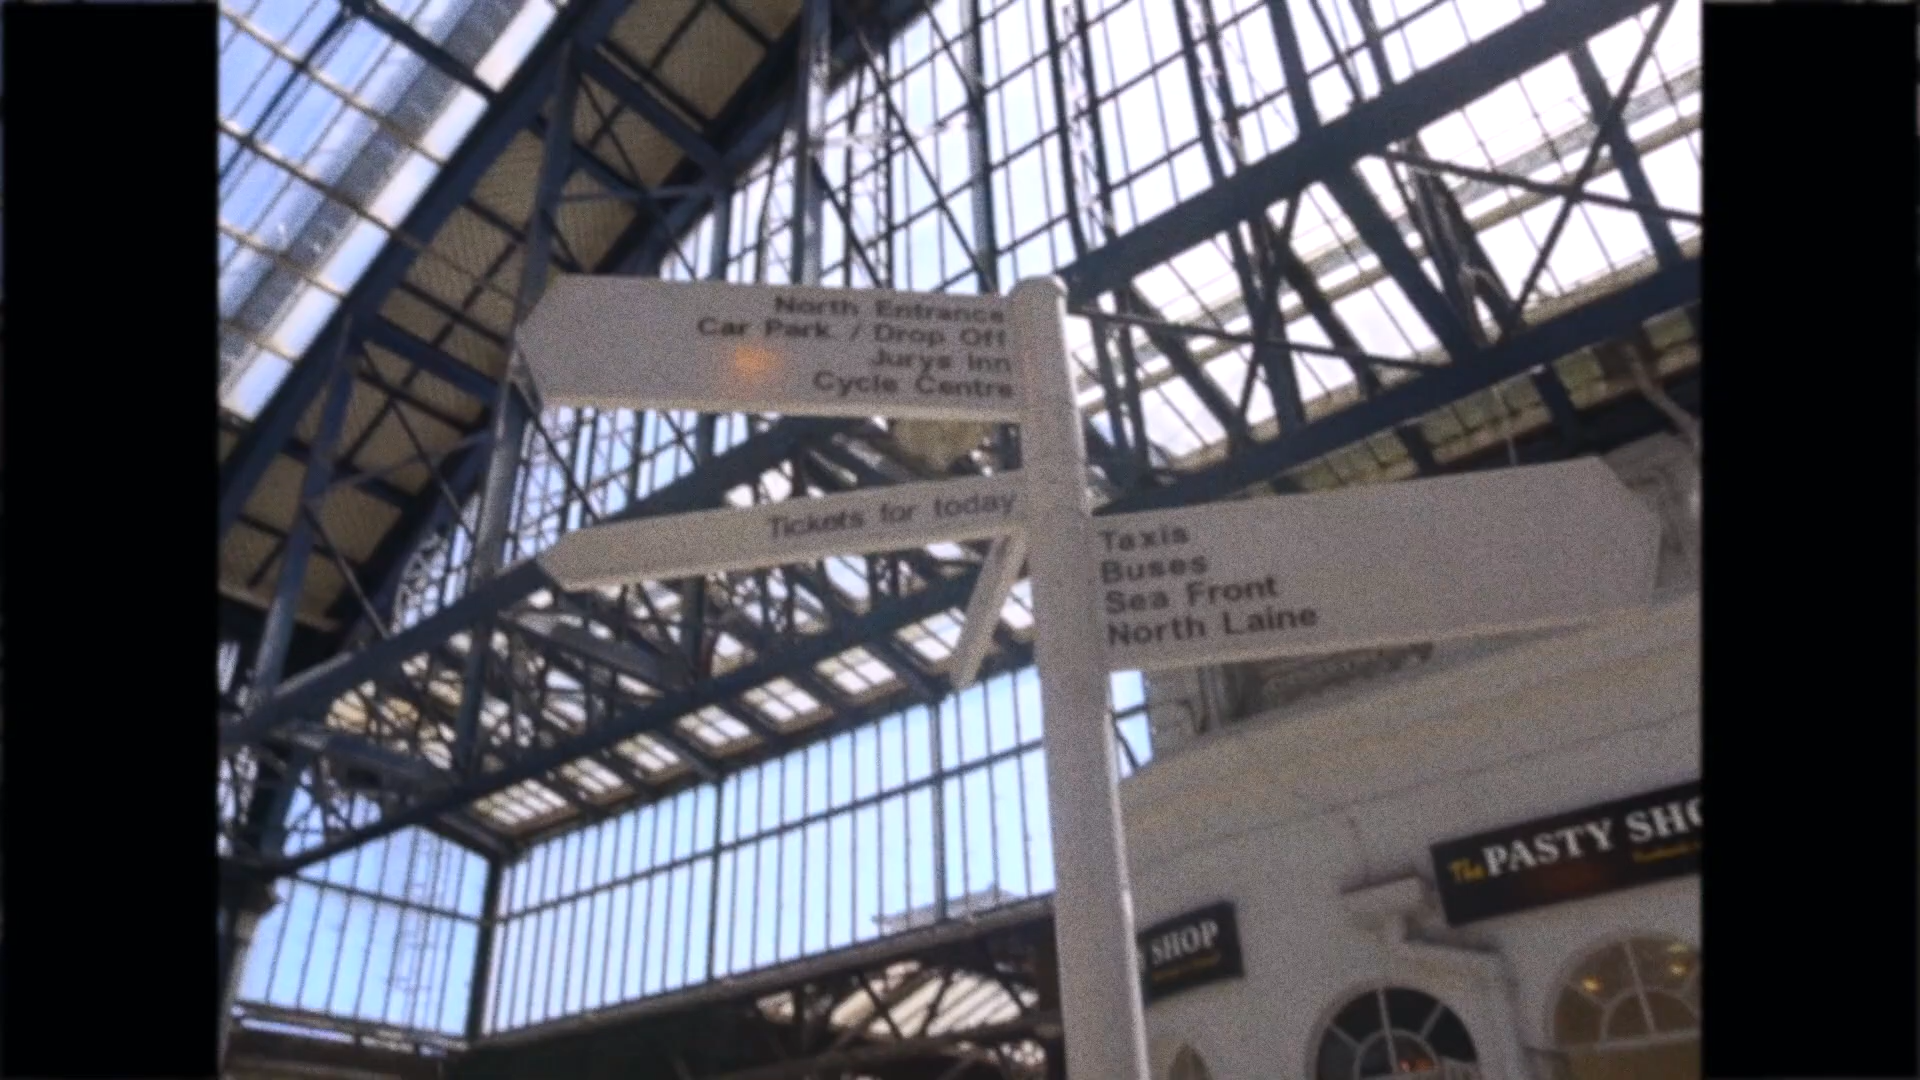 North Entrance
Car Park / Drop Off
Jurys Inn
Cycle Centre
Tickets for today
Taxis
Buses
Sea Front
North Laine
The PASTY SHO
SHOP